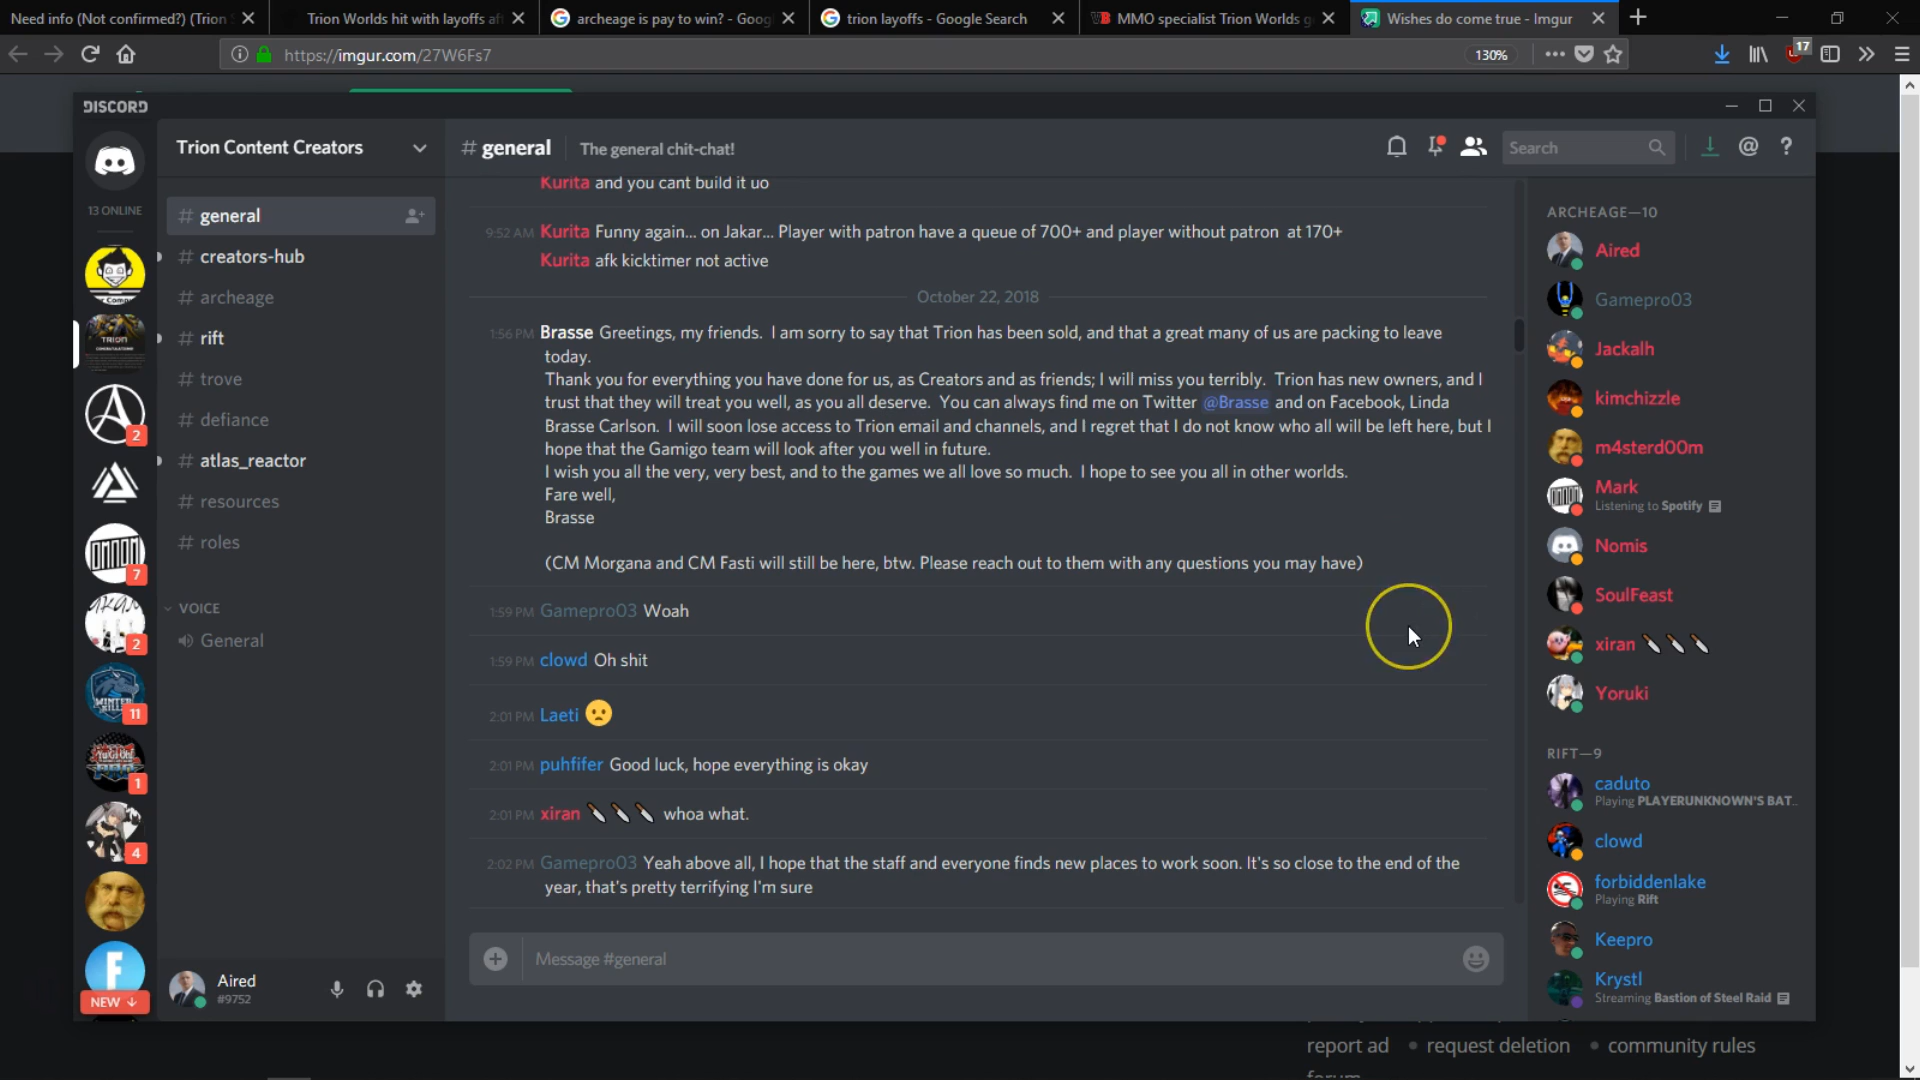 Need info (Not confirmed?) (Trion
Trion Worlds hit with layoffs af
archeage is pay to win? - Goog
trion layoffs - Google Search
MMO specialist Trion Worlds g
Wishes do come true - Imgur
https://imgur.com/27W6Fs7
130%
17
DISCORD
Trion Content Creators
# general
The general chit-chat!
Search
@
?
13 ONLINE
# general
# creators-hub
# archeage
# rift
# trove
# defiance
# atlas_reactor
# resources
# roles
VOICE
General
2
7
2
11
1
4
NEW ↓
Aired
#9752
Kurita and you cant build it uo
9:52 AM Kurita Funny again... on Jakar... Player with patron have a queue of 700+ and player without patron at 170+
Kurita afk kicktimer not active
October 22, 2018
1:56 PM Brasse Greetings, my friends. I am sorry to say that Trion has been sold, and that a great many of us are packing to leave
today.
Thank you for everything you have done for us, as Creators and as friends; I will miss you terribly. Trion has new owners, and I
trust that they will treat you well, as you all deserve. You can always find me on Twitter @Brasse and on Facebook, Linda
Brasse Carlson. I will soon lose access to Trion email and channels, and I regret that I do not know who all will be left here, but I
hope that the Gamigo team will look after you well in future.
I wish you all the very, very best, and to the games we all love so much. I hope to see you all in other worlds.
Fare well,
Brasse
(CM Morgana and CM Fasti will still be here, btw. Please reach out to them with any questions you may have)
1:59 PM Gamepro03 Woah
1:59 PM clowd Oh shit
2:01 PM Laeti 😟
2:01 PM puhfifer Good luck, hope everything is okay
2:01 PM xiran 🔪🔪🔪 whoa what.
2:02 PM Gamepro03 Yeah above all, I hope that the staff and everyone finds new places to work soon. It's so close to the end of the
year, that's pretty terrifying I'm sure
Message #general
ARCHEAGE—10
Aired
Gamepro03
Jackalh
kimchizzle
m4sterd00m
Mark
Listening to Spotify
Nomis
SoulFeast
xiran 🔪🔪🔪
Yoruki
RIFT—9
caduto
Playing PLAYERUNKNOWN'S BAT...
clowd
forbiddenlake
Playing Rift
Keepro
Krystl
Streaming Bastion of Steel Raid
report ad • request deletion • community rules
forum